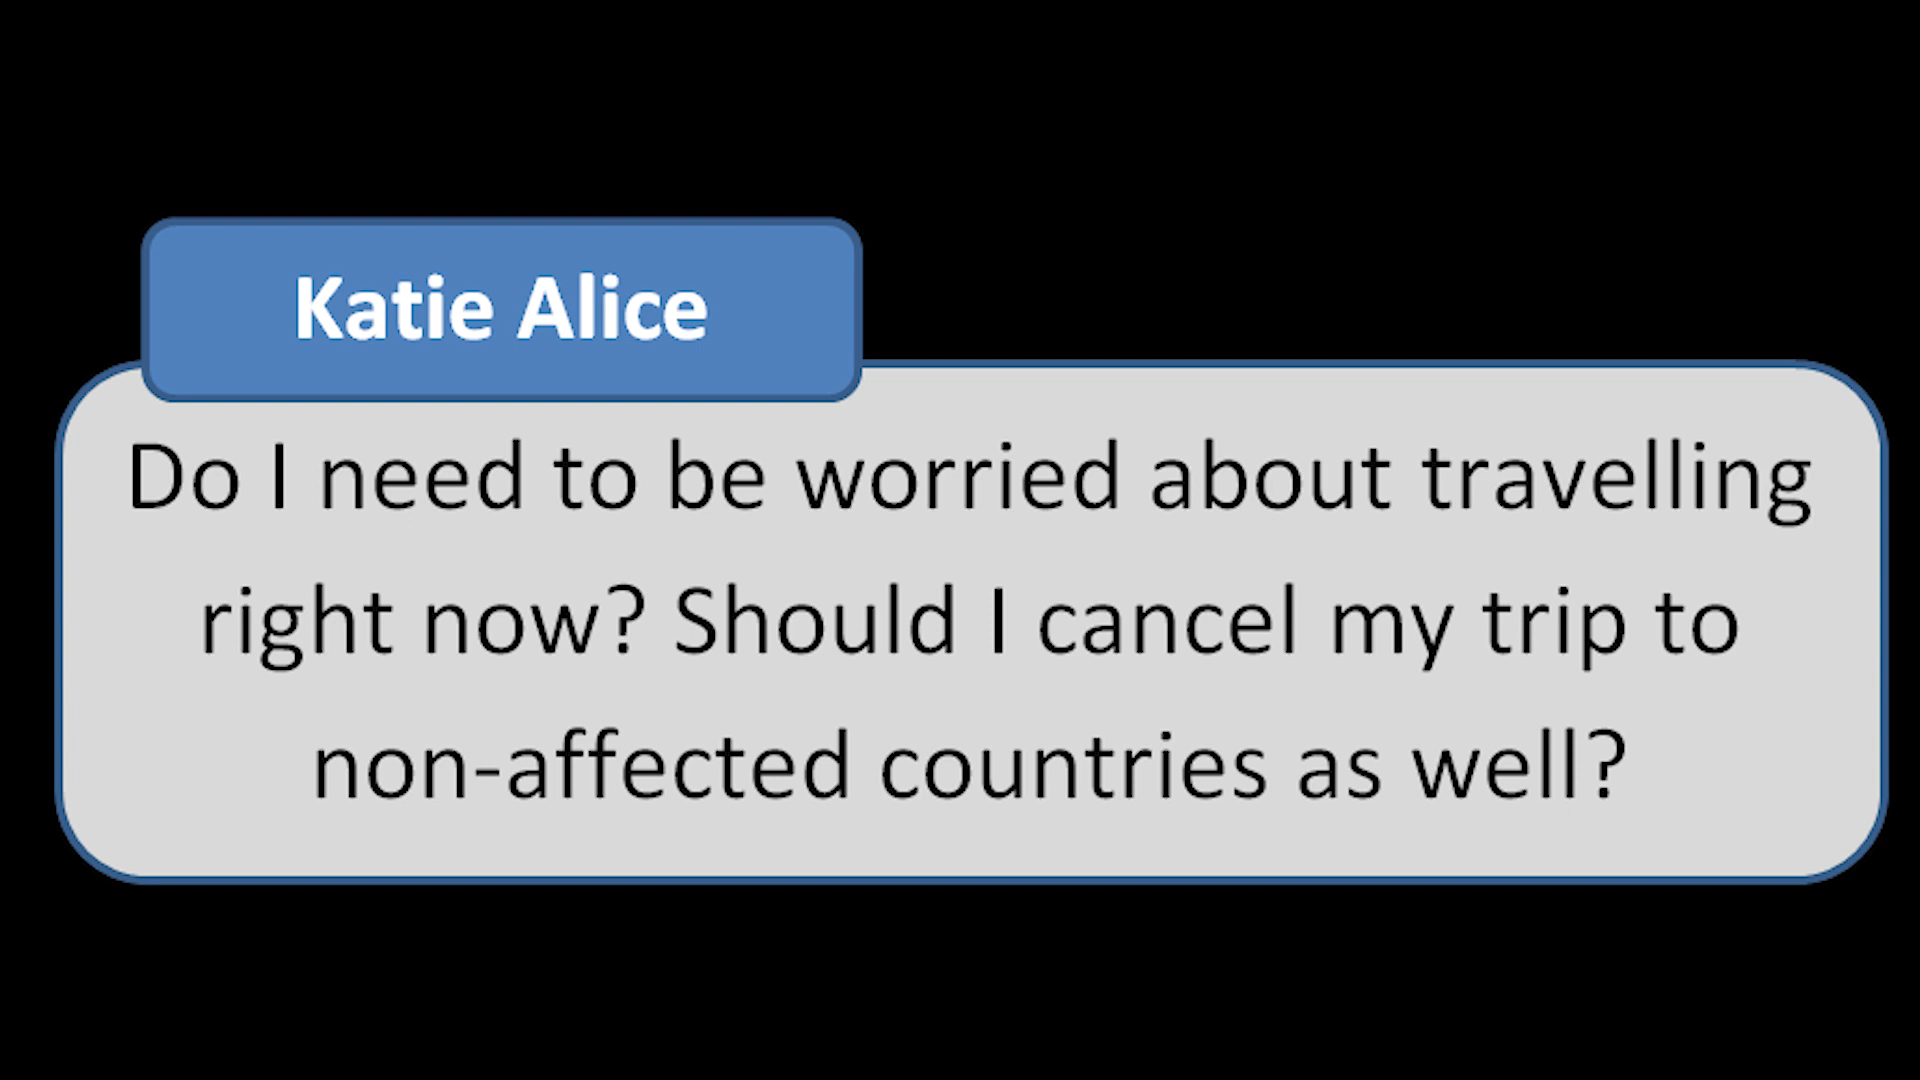 Katie Alice
Do I need to be worried about travelling
right now? Should I cancel my trip to
non-affected countries as well?